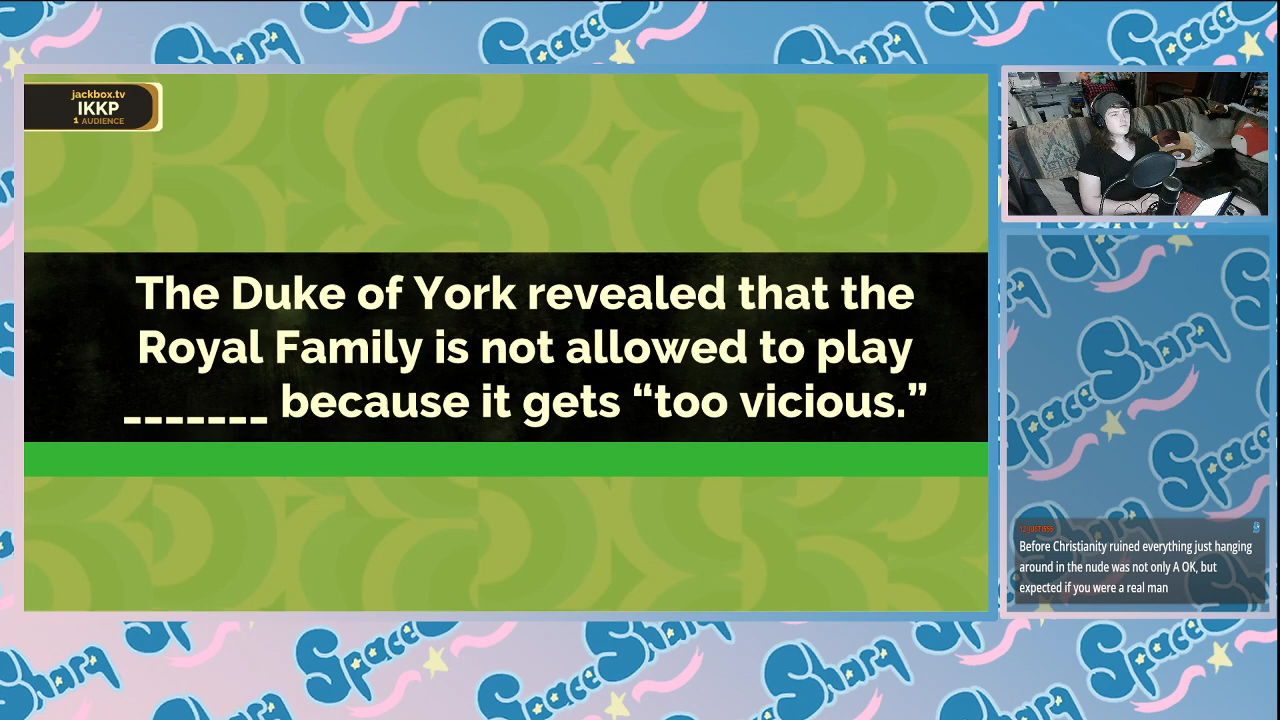 jackbox.tv
IKKP
1 AUDIENCE
The Duke of York revealed that the
Royal Family is not allowed to play
_______ because it gets “too vicious.”
Before Christianity ruined everything just hanging
around in the nude was not only A OK, but
expected if you were a real man
Space Sharq